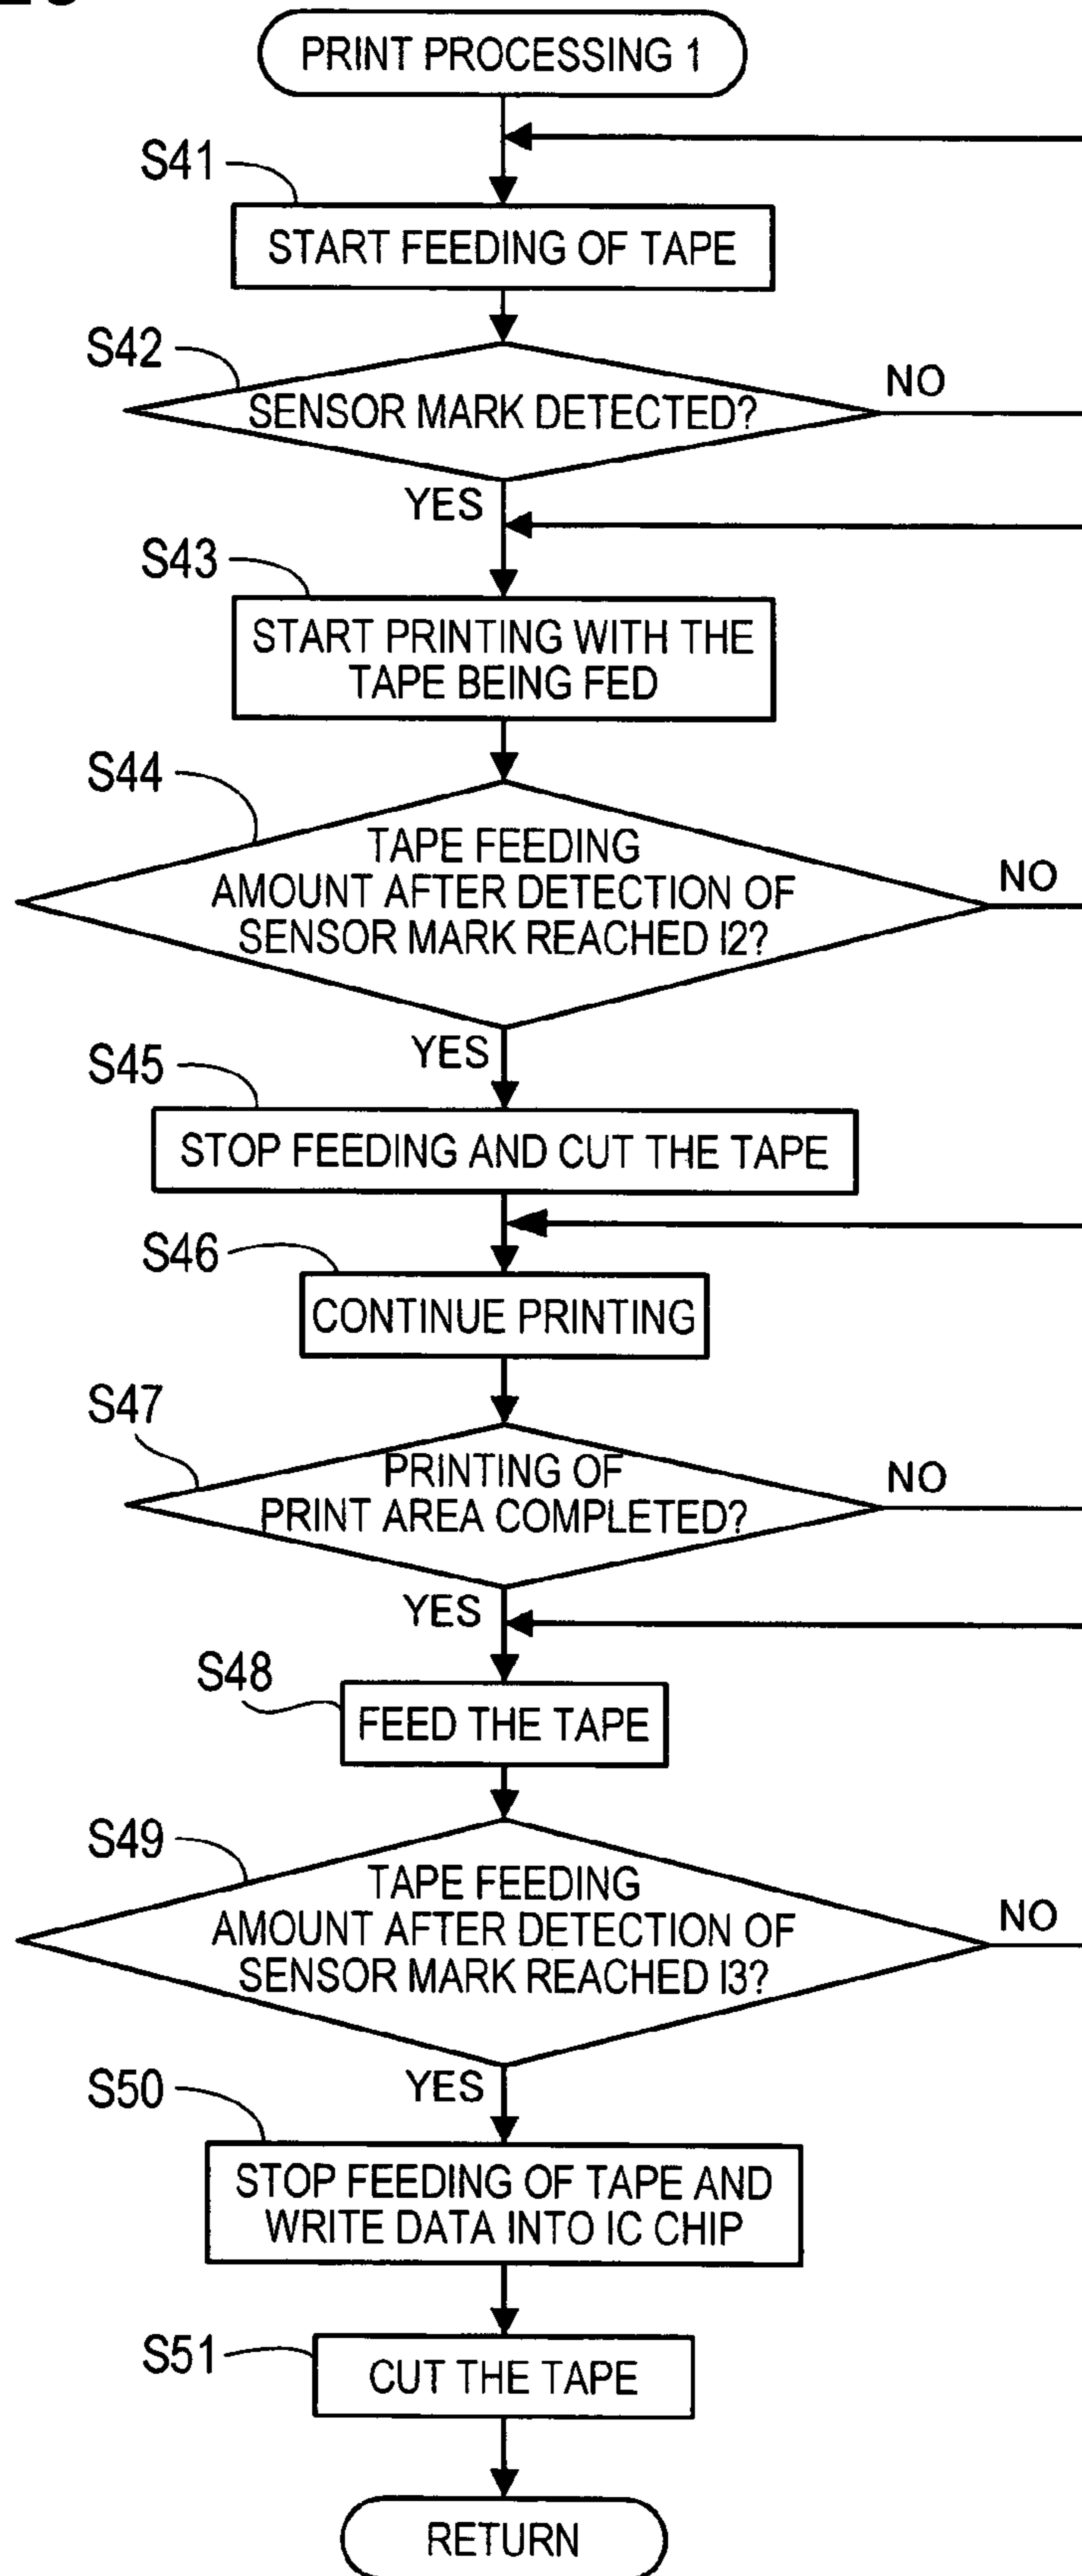 PRINT PROCESSING 1
S41
START FEEDING OF TAPE
S42
SENSOR MARK DETECTED?
NO
YES
S43
START PRINTING WITH THE
TAPE BEING FED
S44
TAPE FEEDING
AMOUNT AFTER DETECTION OF
SENSOR MARK REACHED I2?
NO
YES
S45
STOP FEEDING AND CUT THE TAPE
S46
CONTINUE PRINTING
S47
PRINTING OF
PRINT AREA COMPLETED?
NO
YES
S48
FEED THE TAPE
S49
TAPE FEEDING
AMOUNT AFTER DETECTION OF
SENSOR MARK REACHED I3?
NO
YES
S50
STOP FEEDING OF TAPE AND
WRITE DATA INTO IC CHIP
S51
CUT THE TAPE
RETURN